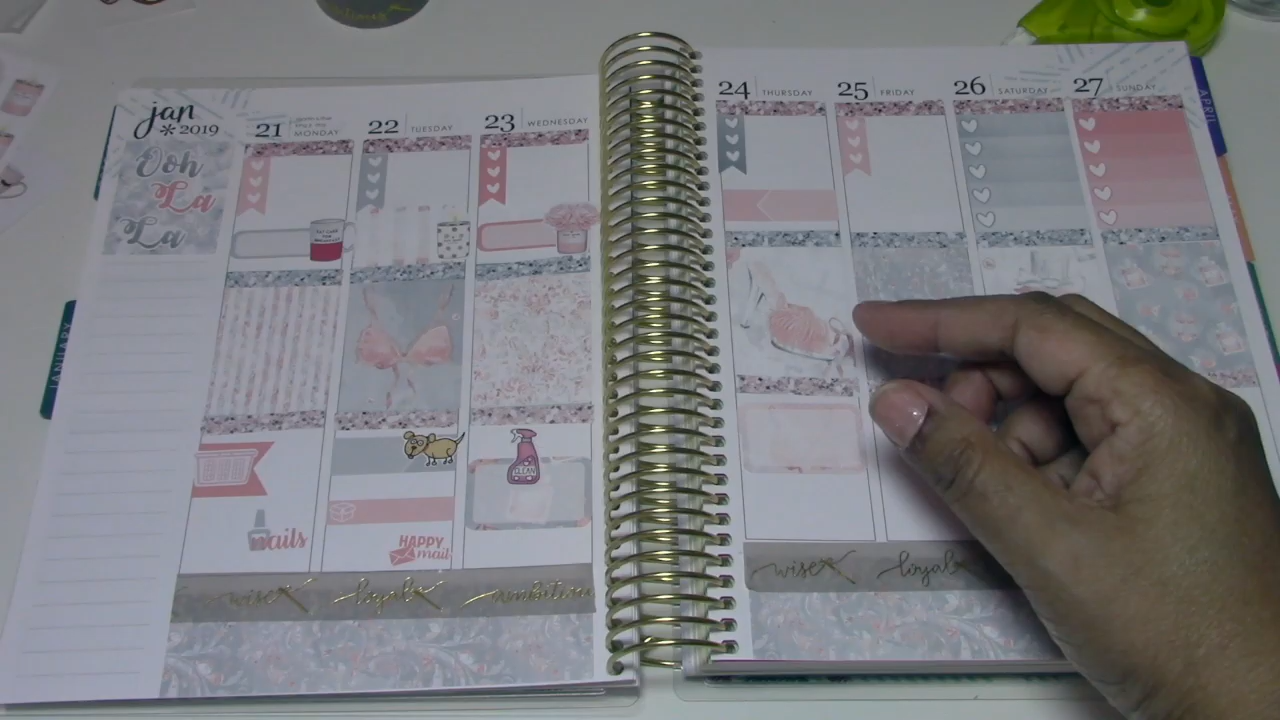 jan
* 2019
Ooh
La
La
21
MONDAY
22 TUESDAY
23 WEDNESDAY
nails
HAPPY
mail
CLEAN
wise loyal ambition
24 THURSDAY
25 FRIDAY
26 SATURDAY
27 SUNDAY
wise loyal
JANUARY
APRIL